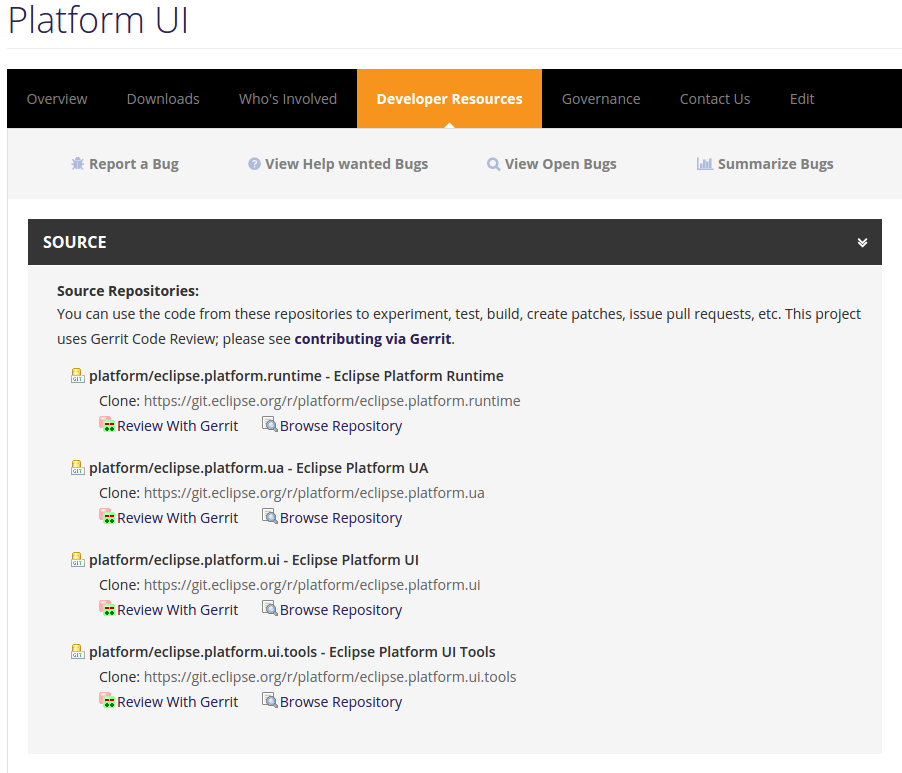 Platform UI
Overview Downloads Who's Involved Developer Resources Governance Contact Us Edit
Report a Bug View Help wanted Bugs View Open Bugs Summarize Bugs
SOURCE
Source Repositories:
You can use the code from these repositories to experiment, test, build, create patches, issue pull requests, etc. This project
uses Gerrit Code Review; please see contributing via Gerrit.
GIT platform/eclipse.platform.runtime - Eclipse Platform Runtime
Clone: https://git.eclipse.org/r/platform/eclipse.platform.runtime
Review With Gerrit Browse Repository
GIT platform/eclipse.platform.ua - Eclipse Platform UA
Clone: https://git.eclipse.org/r/platform/eclipse.platform.ua
Review With Gerrit Browse Repository
GIT platform/eclipse.platform.ui - Eclipse Platform UI
Clone: https://git.eclipse.org/r/platform/eclipse.platform.ui
Review With Gerrit Browse Repository
GIT platform/eclipse.platform.ui.tools - Eclipse Platform UI Tools
Clone: https://git.eclipse.org/r/platform/eclipse.platform.ui.tools
Review With Gerrit Browse Repository